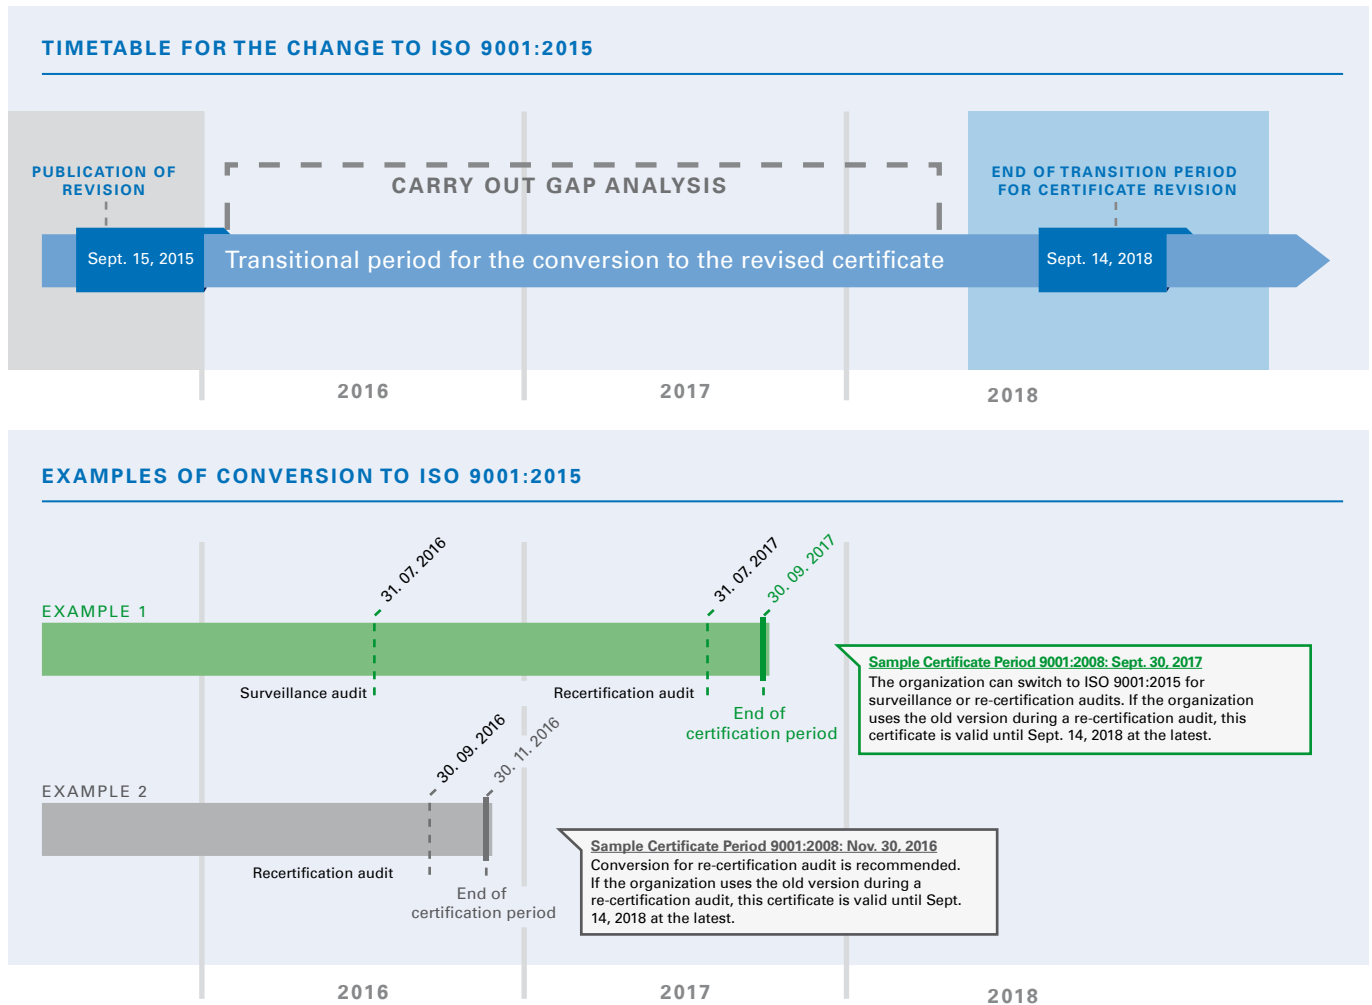 TIMETABLE FOR THE CHANGE TO ISO 9001:2015
PUBLICATION OF
REVISION
CARRY OUT GAP ANALYSIS
END OF TRANSITION PERIOD
FOR CERTIFICATE REVISION
Sept. 15, 2015
Transitional period for the conversion to the revised certificate
Sept. 14, 2018
2016
2017
2018
EXAMPLES OF CONVERSION TO ISO 9001:2015
31. 07. 2016
31. 07. 2017
30. 09. 2017
EXAMPLE 1
Surveillance audit
Recertification audit
End of
certification period
Sample Certificate Period 9001:2008: Sept. 30, 2017
The organization can switch to ISO 9001:2015 for
surveillance or re-certification audits. If the organization
uses the old version during a re-certification audit, this
certificate is valid until Sept. 14, 2018 at the latest.
30. 09. 2016
30. 11. 2016
EXAMPLE 2
Recertification audit
End of
certification period
Sample Certificate Period 9001:2008: Nov. 30, 2016
Conversion for re-certification audit is recommended.
If the organization uses the old version during a
re-certification audit, this certificate is valid until Sept.
14, 2018 at the latest.
2016
2017
2018